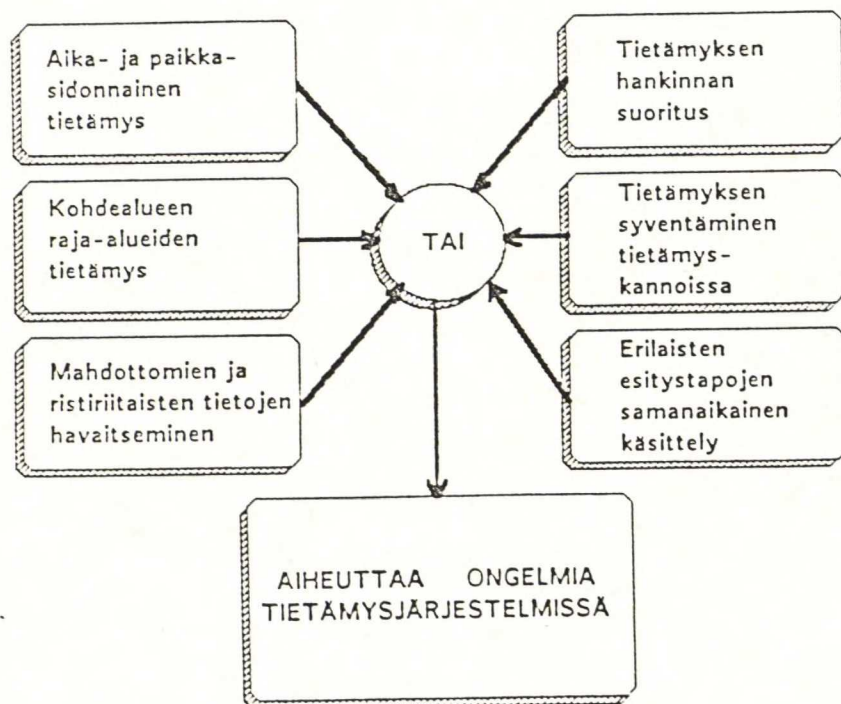 Aika- ja paikka-
sidonnainen
tietämys
Kohdealueen
raja-alueiden
tietämys
Mahdottomien ja
ristiriitaisten tietojen
havaitseminen
TAI
Tietämyksen
hankinnan
suoritus
Tietämyksen
syventäminen
tietämys-
kannoissa
Erilaisten
esitystapojen
samanaikainen
käsittely
AIHEUTTAA ONGELMIA
TIETÄMYSJÄRJESTELMISSÄ